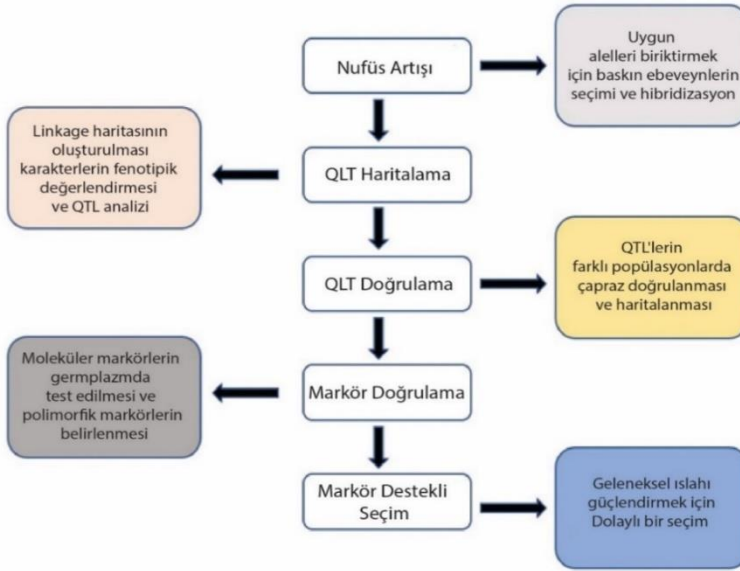 Nufüs Artışı
Uygun
alelleri biriktirmek
için baskın ebeveynlerin
seçimi ve hibridizasyon
Linkage haritasının
oluşturulması
karakterlerin fenotipik
değerlendirmesi
ve QTL analizi
QLT Haritalama
QLT Doğrulama
QTL'lerin
farklı popülasyonlarda
çapraz doğrulanması
ve haritalanması
Moleküler markörlerin
germplazmda
test edilmesi ve
polimorfik markörlerin
belirlenmesi
Markör Doğrulama
Markör Destekli
Seçim
Geleneksel ıslahı
güçlendirmek için
Dolaylı bir seçim